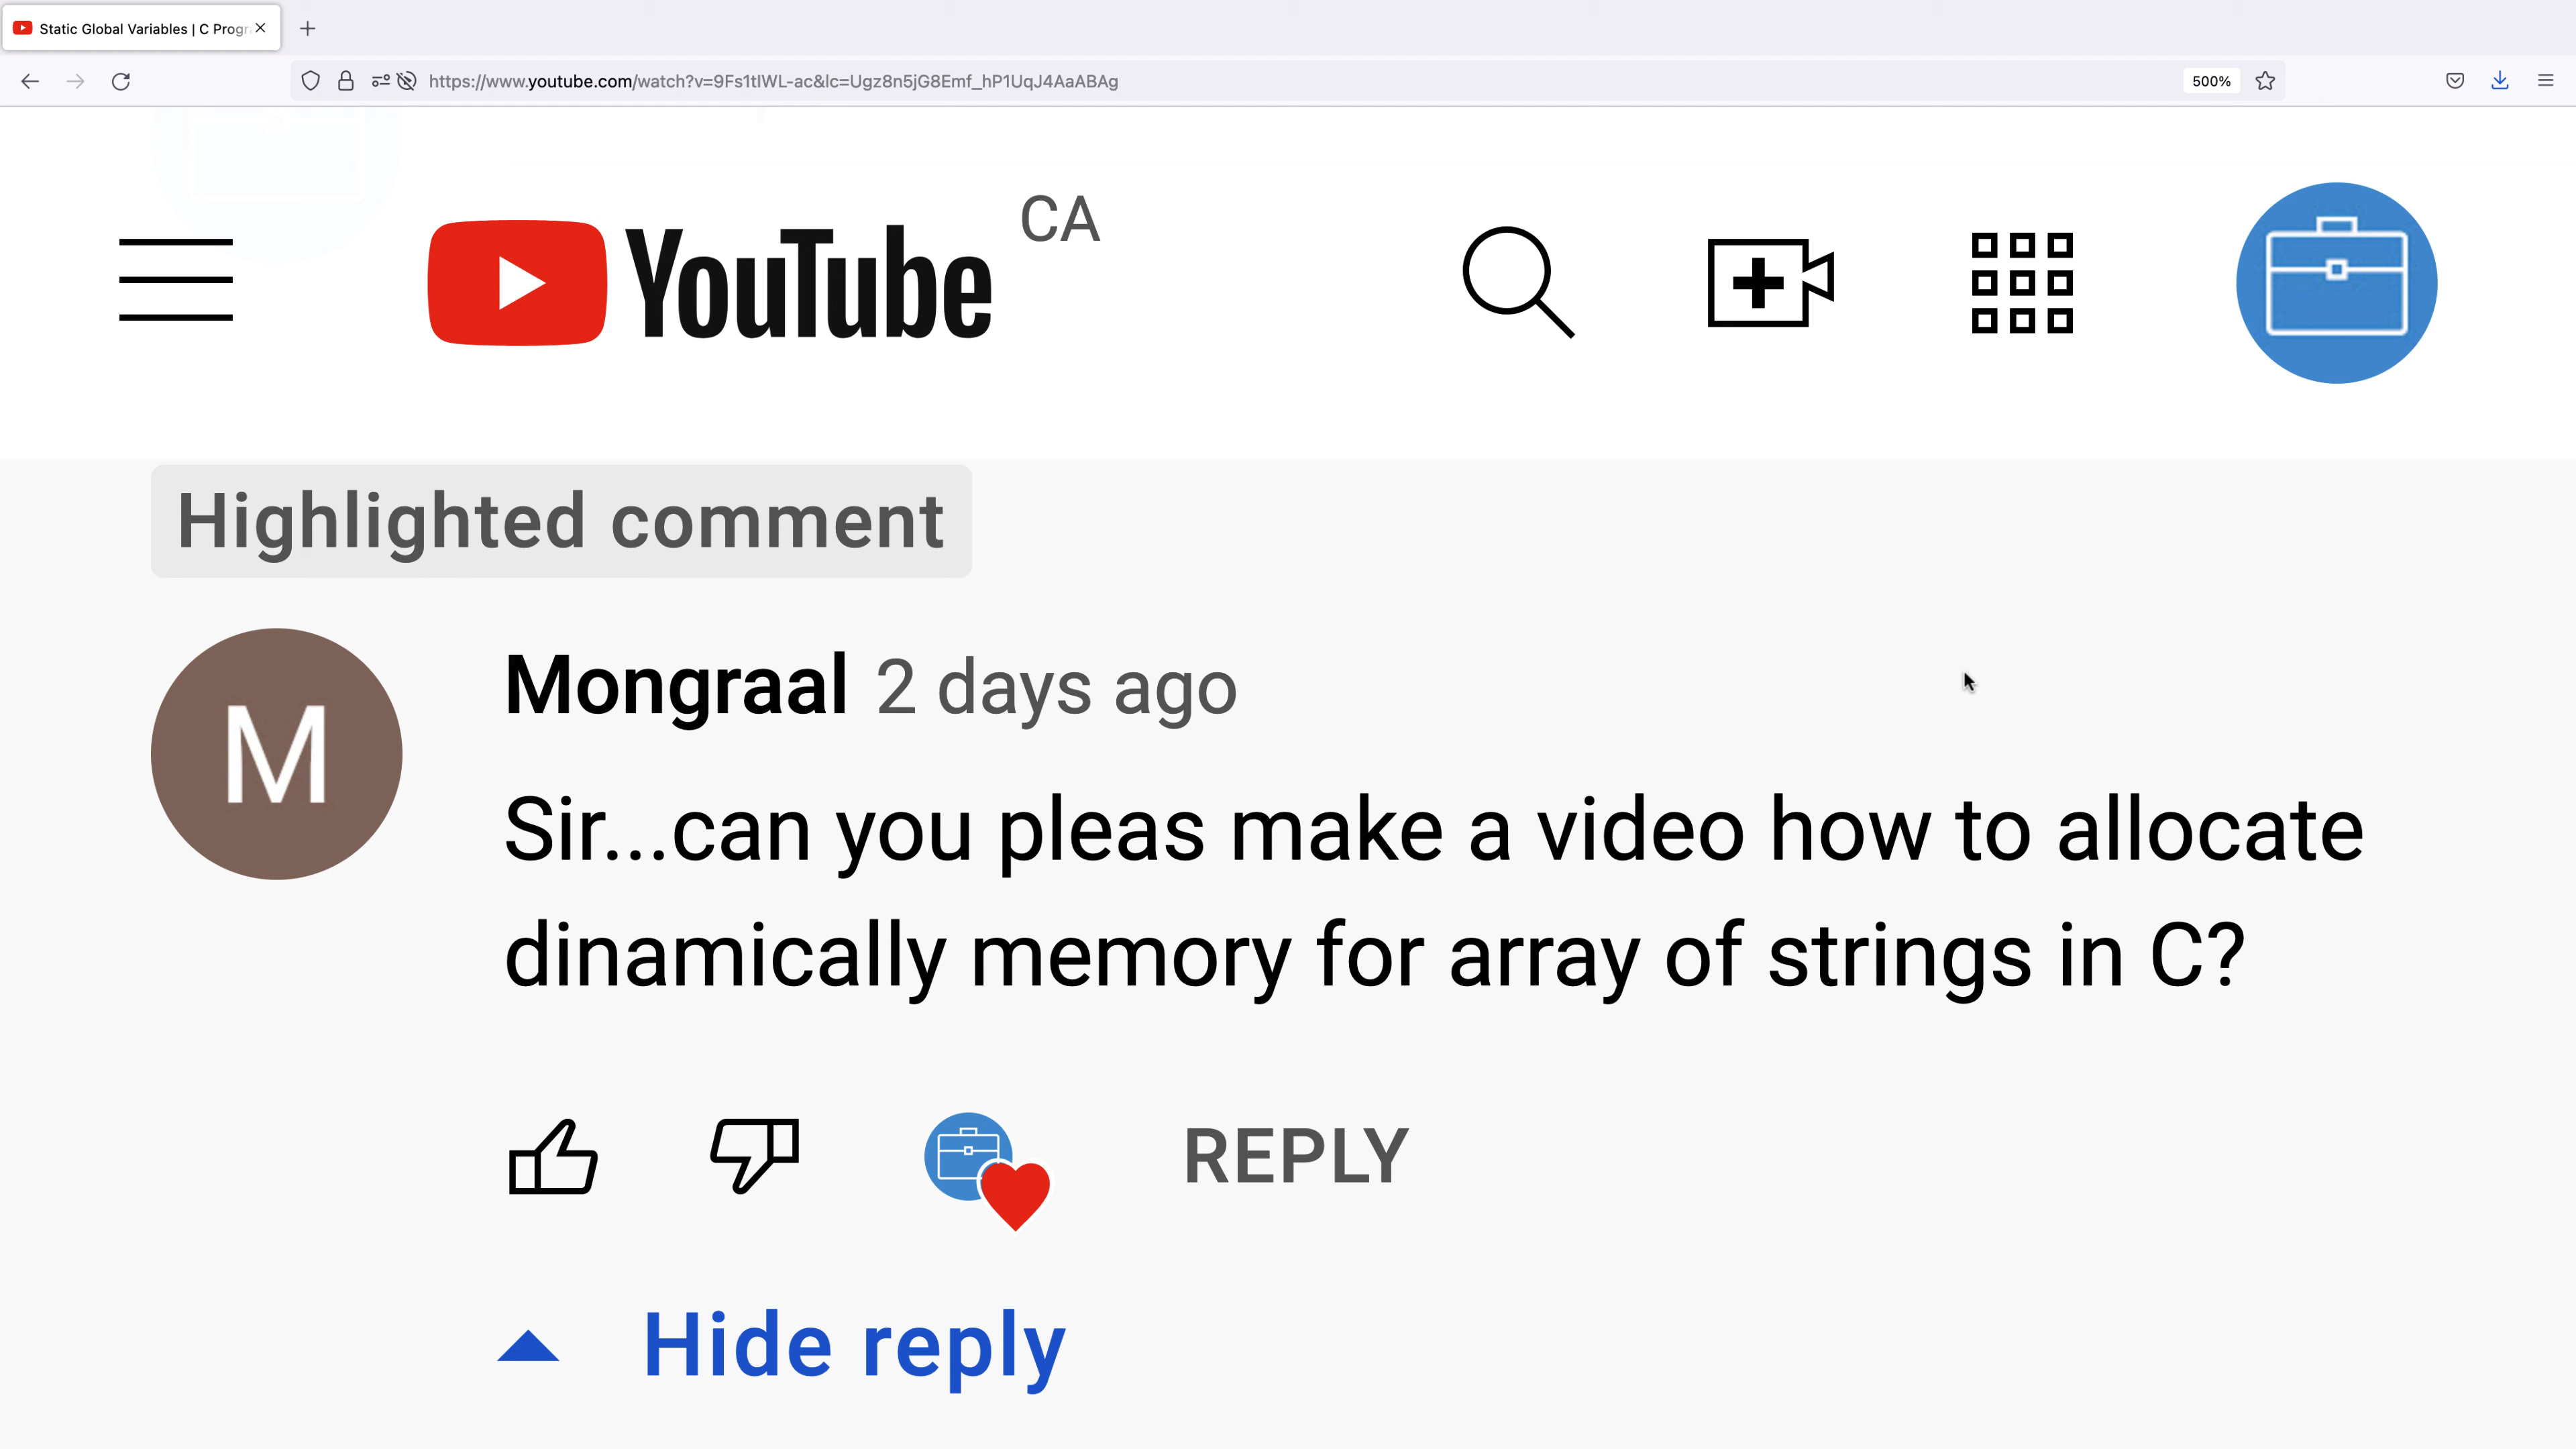 Static Global Variables | C Progr
https://www.youtube.com/watch?v=9Fs1tIWL-ac&lc=Ugz8n5jG8Emf_hP1UqJ4AaABAg
500%
YouTube
CA
Highlighted comment
M
Mongraal 2 days ago
Sir...can you pleas make a video how to allocate
dinamically memory for array of strings in C?
REPLY
Hide reply